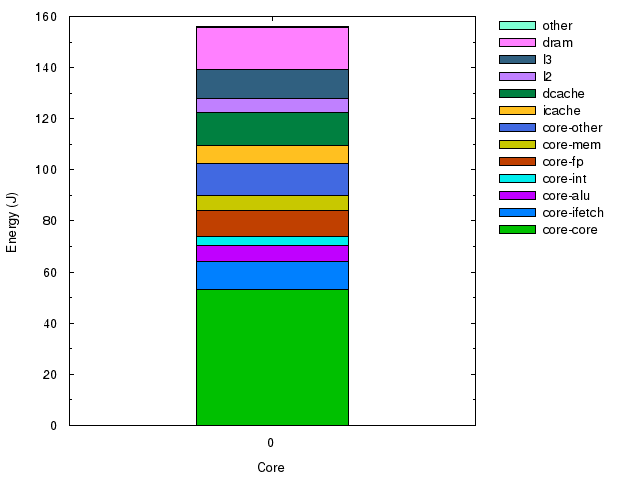 160
140
120
100
80
60
40
20
0
Energy (J)
0
Core
other
dram
l3
l2
dcache
icache
core-other
core-mem
core-fp
core-int
core-alu
core-ifetch
core-core